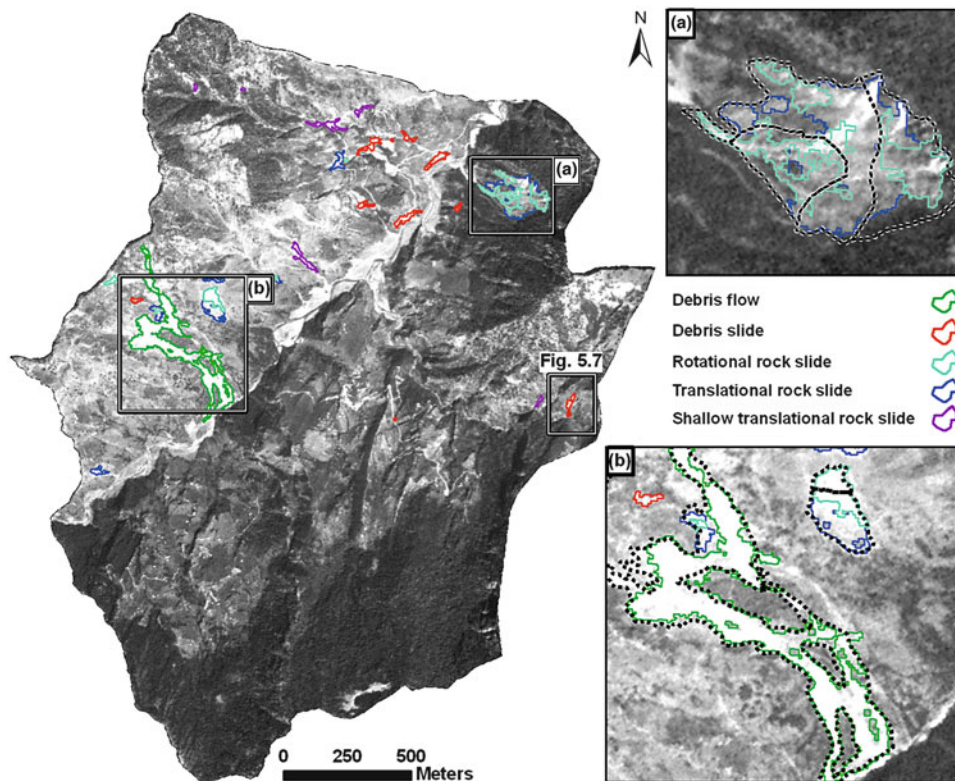 N
(a)
(a)
(b)
Fig. 5.7
Debris flow
Debris slide
Rotational rock slide
Translational rock slide
Shallow translational rock slide
(b)
0 250 500
Meters